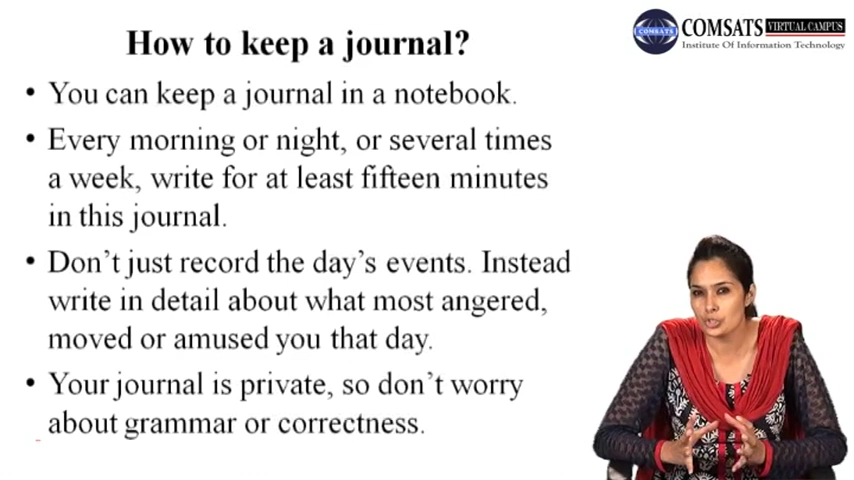 How to keep a journal?
COMSATS VIRTUAL CAMPUS
Institute Of Information Technology
COMSATS
• You can keep a journal in a notebook.
• Every morning or night, or several times
a week, write for at least fifteen minutes
in this journal.
• Don't just record the day's events. Instead
write in detail about what most angered,
moved or amused you that day.
• Your journal is private, so don't worry
about grammar or correctness.